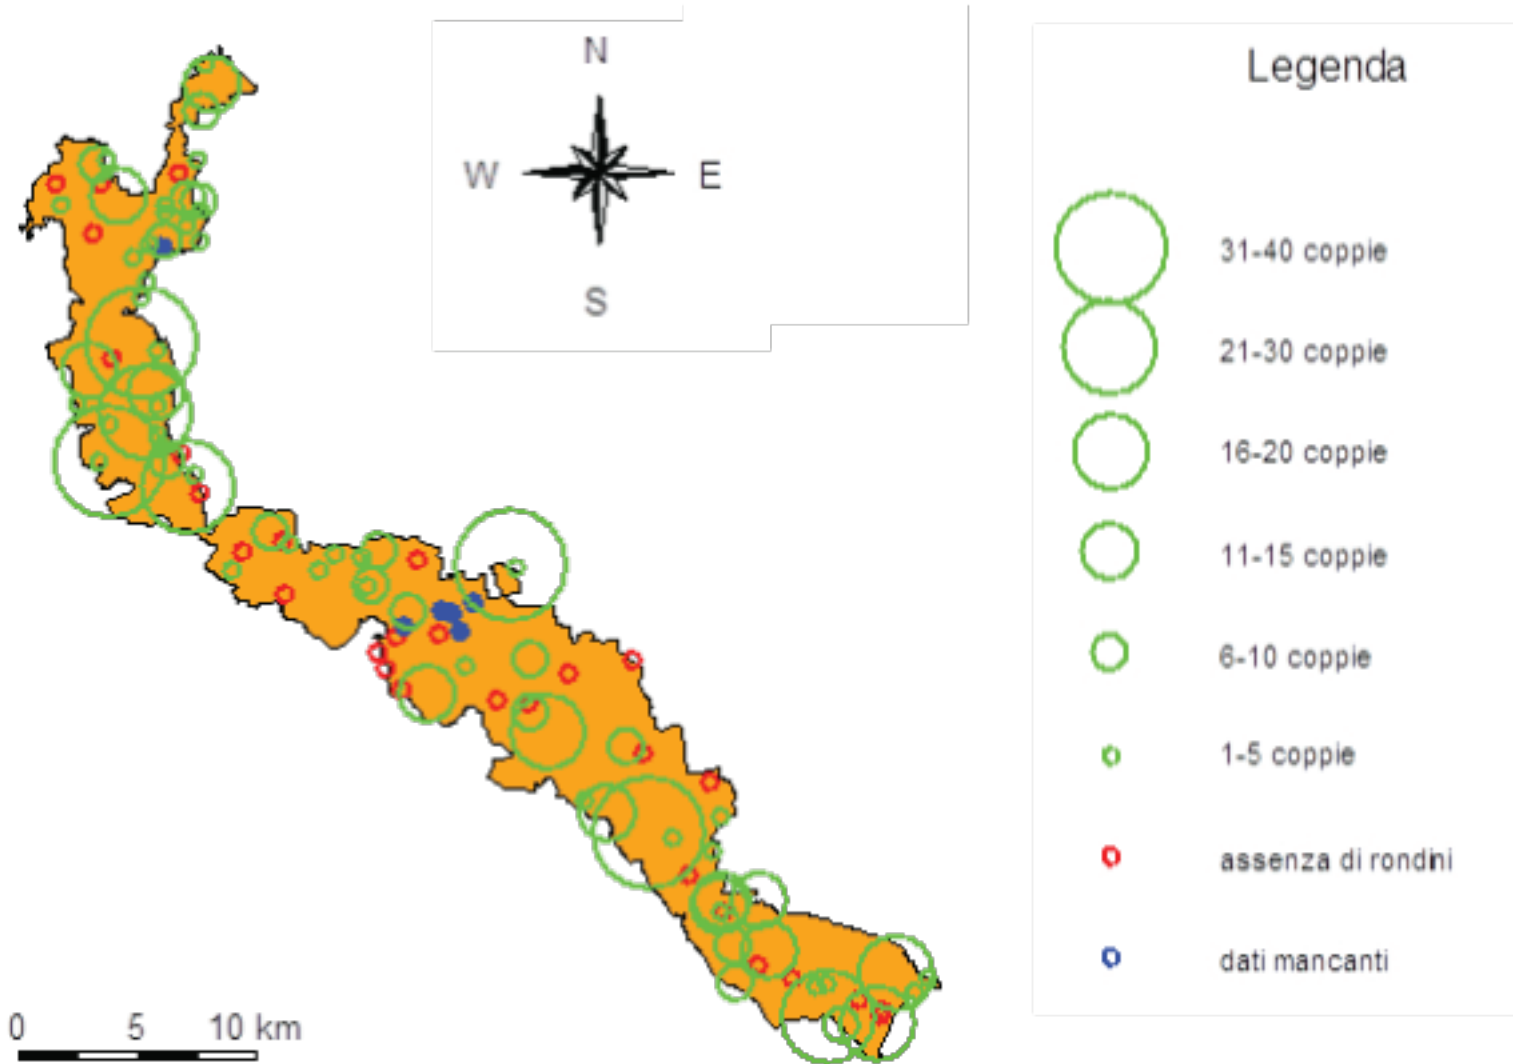 N
W E
S
Legenda
31-40 coppie
21-30 coppie
16-20 coppie
11-15 coppie
6-10 coppie
1-5 coppie
assenza di rondini
dati mancanti
0 5 10 km